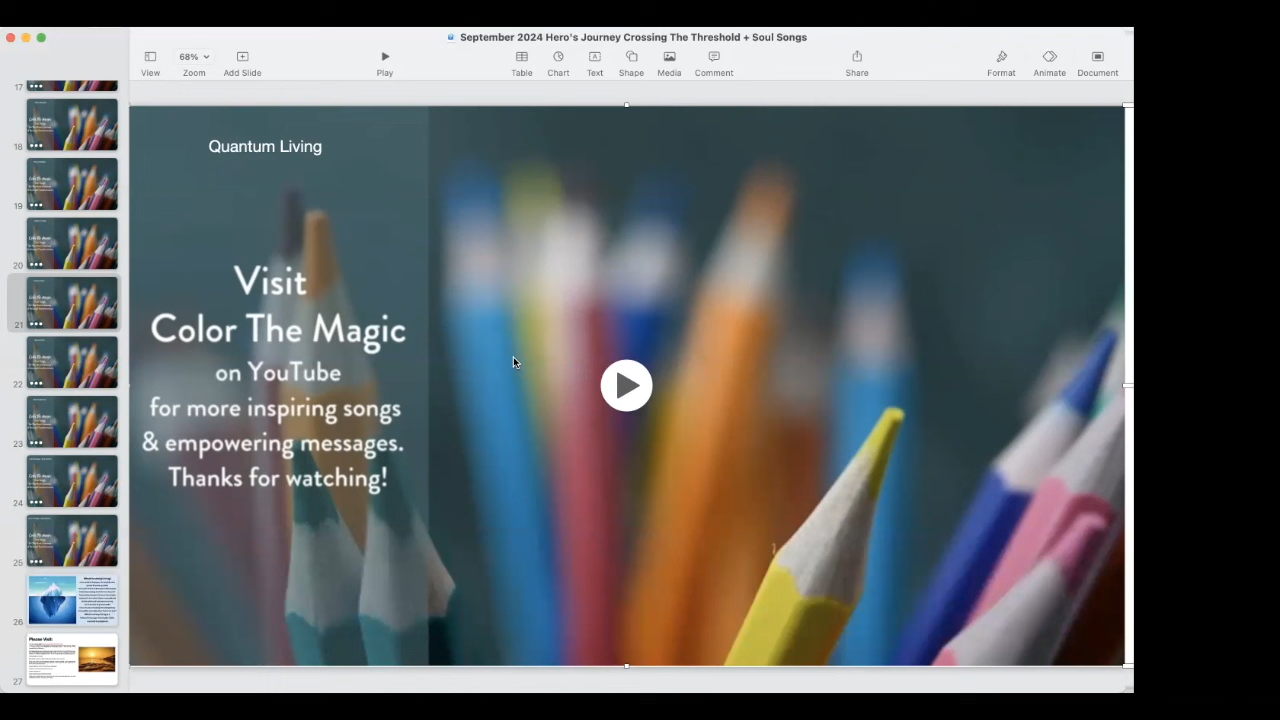 September 2024 Hero's Journey Crossing The Threshold + Soul Songs
68%
View
Zoom
Add Slide
Play
Table
Chart
Text
Shape
Media
Comment
Share
Format
Animate
Document
17
18
19
20
21
22
23
24
25
26
27
Please Visit:
Quantum Living
Visit
Color The Magic
on YouTube
for more inspiring songs
& empowering messages.
Thanks for watching!